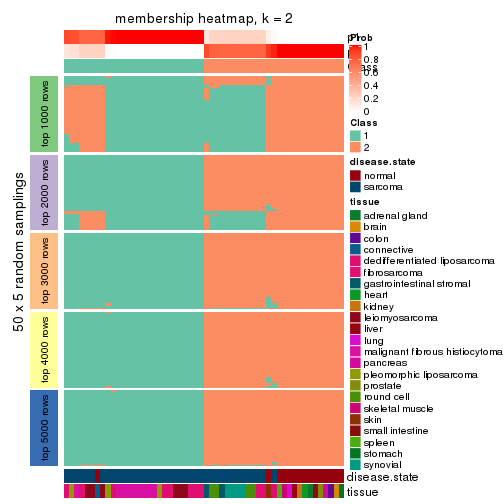 membership heatmap, k = 2
50 x 5 random samplings
top 1000 rows
top 2000 rows
top 3000 rows
top 4000 rows
top 5000 rows
Prob
1
0.8
0.6
0.4
0.2
0
Class
1
2
disease.state
normal
sarcoma
tissue
adrenal gland
brain
colon
connective
dedifferentiated liposarcoma
fibrosarcoma
gastrointestinal stromal
heart
kidney
leiomyosarcoma
liver
lung
malignant fibrous histiocytoma
pancreas
pleomorphic liposarcoma
prostate
round cell
skeletal muscle
skin
small intestine
spleen
stomach
synovial
disease.state
tissue